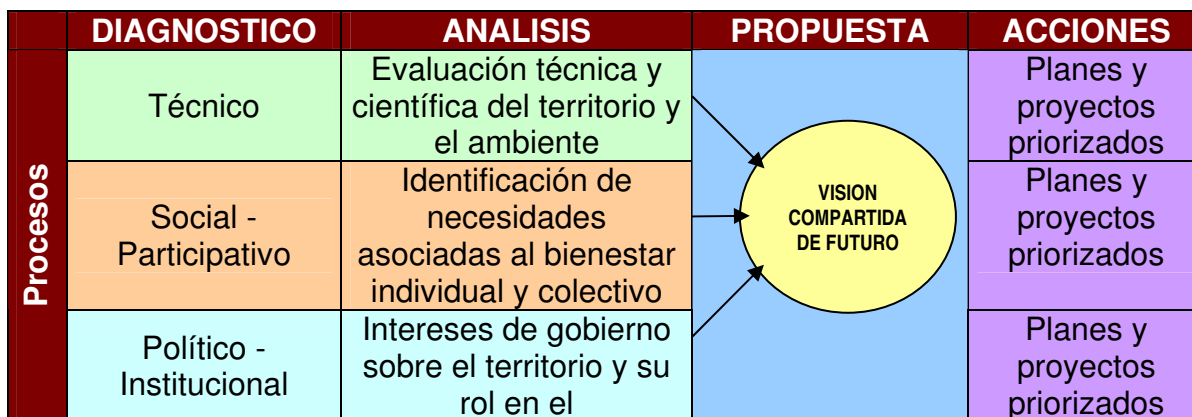 DIAGNOSTICO
ANALISIS
PROPUESTA
ACCIONES
Procesos
Técnico
Evaluación técnica y
científica del territorio y
el ambiente
Planes y
proyectos
priorizados
Social -
Participativo
Identificación de
necesidades
asociadas al bienestar
individual y colectivo
VISION
COMPARTIDA
DE FUTURO
Planes y
proyectos
priorizados
Político -
Institucional
Intereses de gobierno
sobre el territorio y su
rol en el
Planes y
proyectos
priorizados